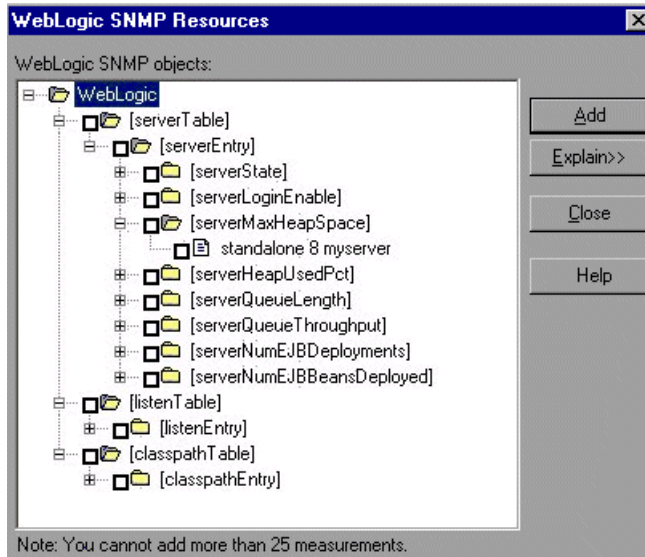 WebLogic SNMP Resources
WebLogic SNMP objects:
WebLogic
[serverTable]
[serverEntry]
[serverState]
[serverLoginEnable]
[serverMaxHeapSpace]
standalone 8 myserver
[serverHeapUsedPct]
[serverQueueLength]
[serverQueueThroughput]
[serverNumEJBDeployments]
[serverNumEJBBeansDeployed]
[listenTable]
[listenEntry]
[classpathTable]
[classpathEntry]
Add
Explain>>
Close
Help
Note: You cannot add more than 25 measurements.